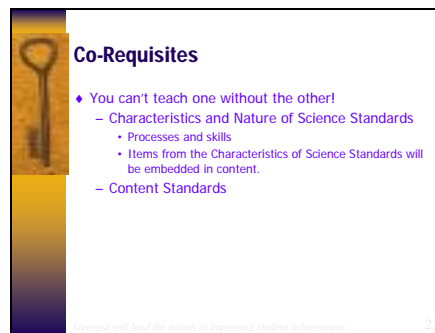 Co-Requisites
♦ You can't teach one without the other!
– Characteristics and Nature of Science Standards
• Processes and skills
• Items from the Characteristics of Science Standards will
be embedded in content.
– Content Standards
Georgia will lead the nation in improving student achievement.